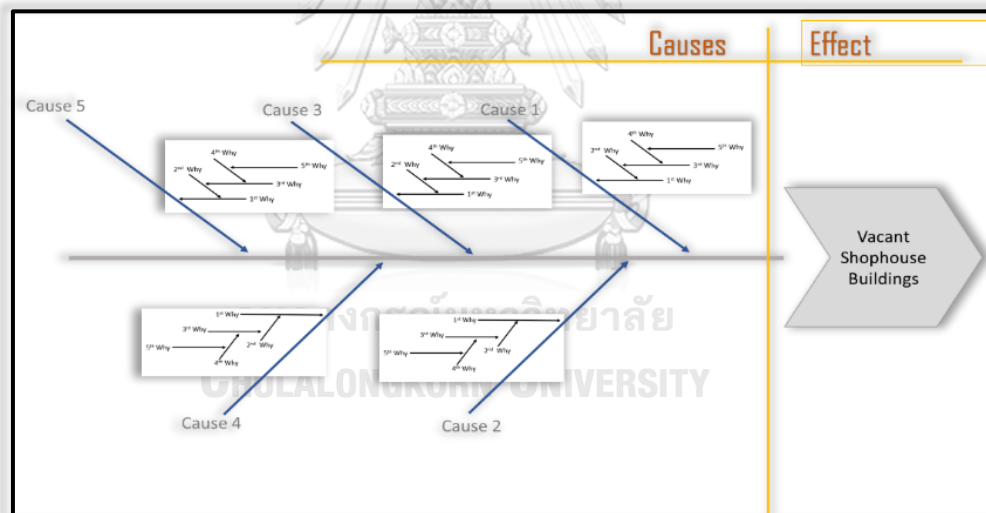 Causes
Effect
Cause 5
Cause 3
Cause 1
4th Why
2nd Why
5th Why
3rd Why
1st Why
4th Why
2nd Why
5th Why
3rd Why
1st Why
4th Why
2nd Why
5th Why
3rd Why
1st Why
Vacant
Shophouse
Buildings
1st Why
3rd Why
5th Why
2nd Why
4th Why
1st Why
3rd Why
5th Why
2nd Why
4th Why
CHULALONGKORN UNIVERSITY
Cause 4
Cause 2